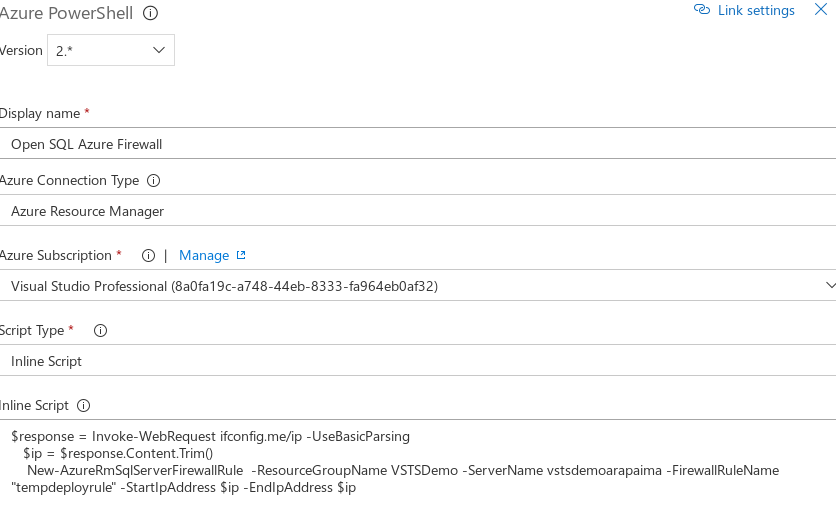 Azure PowerShell
Link settings
Version 2.*
Display name *
Open SQL Azure Firewall
Azure Connection Type
Azure Resource Manager
Azure Subscription * | Manage
Visual Studio Professional (8a0fa19c-a748-44eb-8333-fa964eb0af32)
Script Type *
Inline Script
Inline Script
$response = Invoke-WebRequest ifconfig.me/ip -UseBasicParsing
$ip = $response.Content.Trim()
New-AzureRmSqlServerFirewallRule  -ResourceGroupName VSTSDemo -ServerName vstsdemoarapaima -FirewallRuleName
"tempdeployrule" -StartIpAddress $ip -EndIpAddress $ip